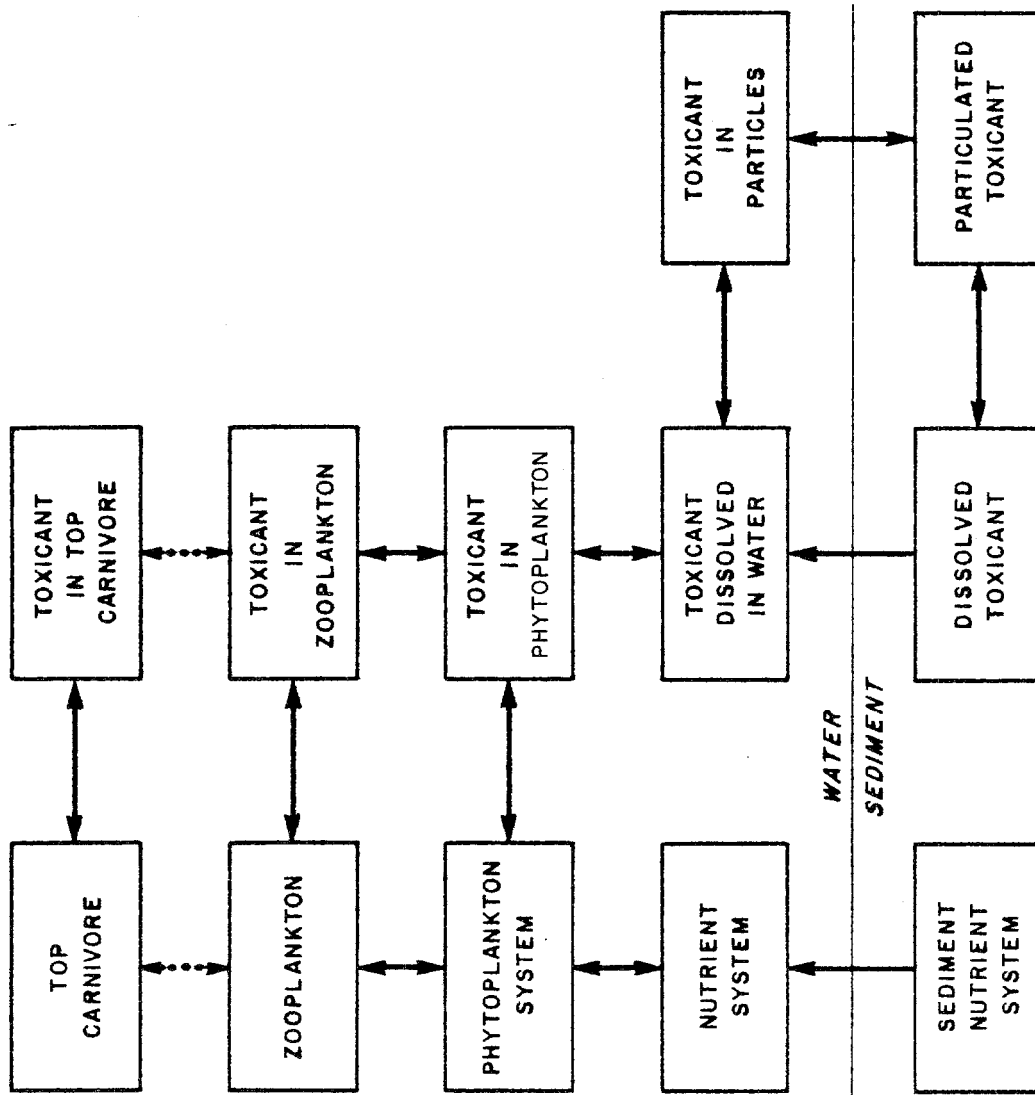 TOP
CARNIVORE
TOXICANT
IN TOP
CARNIVORE
ZOOPLANKTON
TOXICANT
IN
ZOOPLANKTON
PHYTOPLANKTON
SYSTEM
TOXICANT
IN
PHYTOPLANKTON
NUTRIENT
SYSTEM
TOXICANT
DISSOLVED
IN WATER
TOXICANT
IN
PARTICLES
WATER
SEDIMENT
SEDIMENT
NUTRIENT
SYSTEM
DISSOLVED
TOXICANT
PARTICULATED
TOXICANT